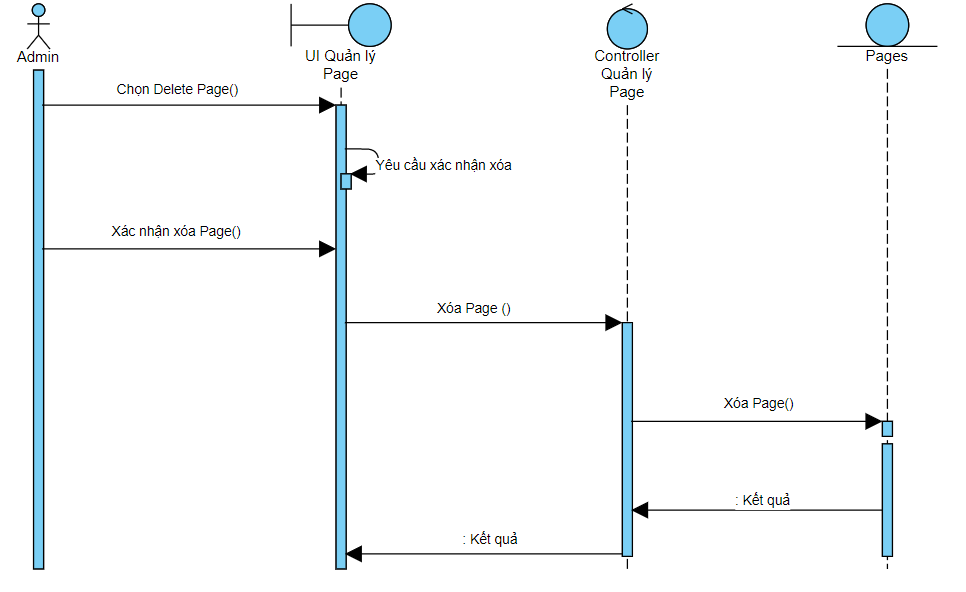 Admin
UI Quản lý
Page
Controller
Quản lý
Page
Pages
Chọn Delete Page()
Yêu cầu xác nhận xóa
Xác nhận xóa Page()
Xóa Page ()
Xóa Page()
: Kết quả
: Kết quả